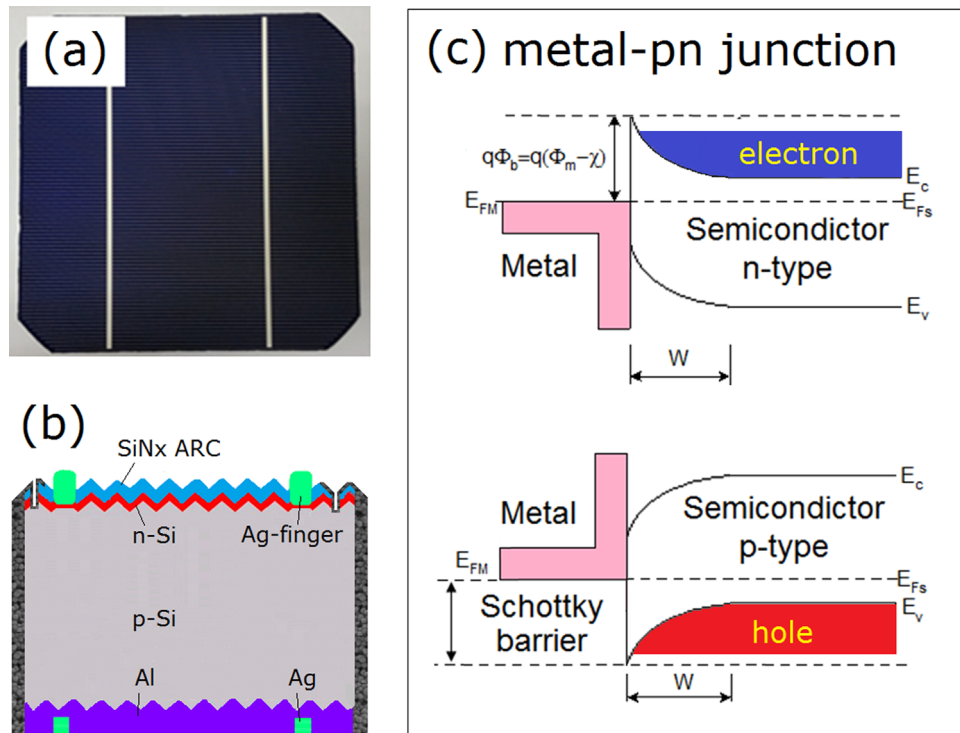 (a)
(b)
SiNx ARC
n-Si
Ag-finger
p-Si
Al
Ag
(c) metal-pn junction
qΦb=q(Φm−χ)
electron
Ec
EFM
EFs
Metal
Semicondictor
n-type
Ev
W
Ec
Metal
Semicondictor
p-type
EFM
EFs
Schottky
barrier
Ev
hole
W